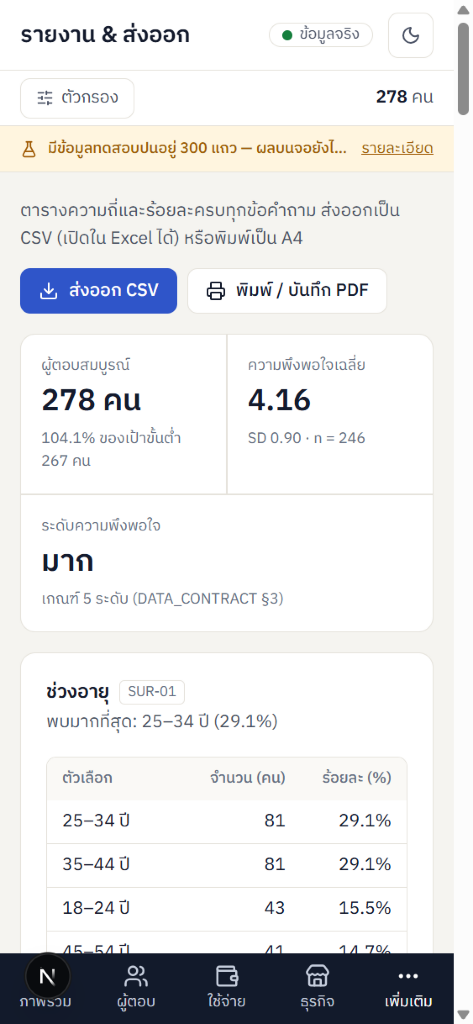 รายงาน & ส่งออก
ข้อมูลจริง
ตัวกรอง
278 คน
มีข้อมูลทดสอบปนอยู่ 300 แถว — ผลบนจอยังไ...
รายละเอียด
ตารางความถี่และร้อยละครบทุกข้อคำถาม ส่งออกเป็น
CSV (เปิดใน Excel ได้) หรือพิมพ์เป็น A4
ส่งออก CSV
พิมพ์ / บันทึก PDF
ผู้ตอบสมบูรณ์
278 คน
104.1% ของเป้าขั้นต่ำ
267 คน
ความพึงพอใจเฉลี่ย
4.16
SD 0.90 · n = 246
ระดับความพึงพอใจ
มาก
เกณฑ์ 5 ระดับ (DATA_CONTRACT §3)
ช่วงอายุ SUR-01
พบมากที่สุด: 25–34 ปี (29.1%)
ตัวเลือก จำนวน (คน) ร้อยละ (%)
25–34 ปี 81 29.1%
35–44 ปี 81 29.1%
18–24 ปี 43 15.5%
45–54 ปี 41 14.7%
N
ภาพรวม ผู้ตอบ ใช้จ่าย ธุรกิจ เพิ่มเติม